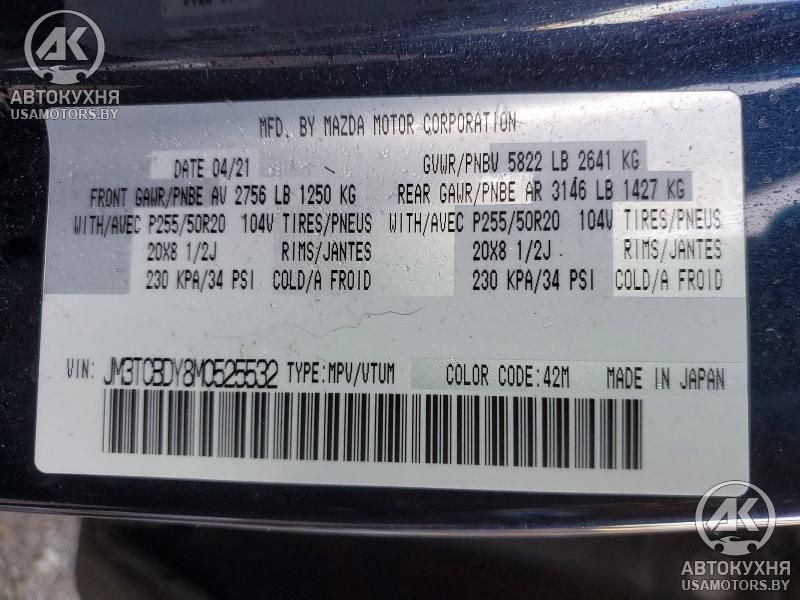 AK
АВТОКУХНЯ
USAMOTORS.BY
MFD. BY MAZDA MOTOR CORPORATION
DATE 04/21 GVWR/PNBV 5822 LB 2641 KG
FRONT GAWR/PNBE AV 2756 LB 1250 KG REAR GAWR/PNBE AR 3146 LB 1427 KG
WITH/AVEC P255/50R20 104V TIRES/PNEUS WITH/AVEC P255/50R20 104V TIRES/PNEUS
20X8 1/2J RIMS/JANTES 20X8 1/2J RIMS/JANTES
230 KPA/34 PSI COLD/A FROID 230 KPA/34 PSI COLD/A FROID
VIN: JM3TCBDY8M0525532 TYPE:MPV/VTUM COLOR CODE:42M MADE IN JAPAN
AK
АВТОКУХНЯ
USAMOTORS.BY